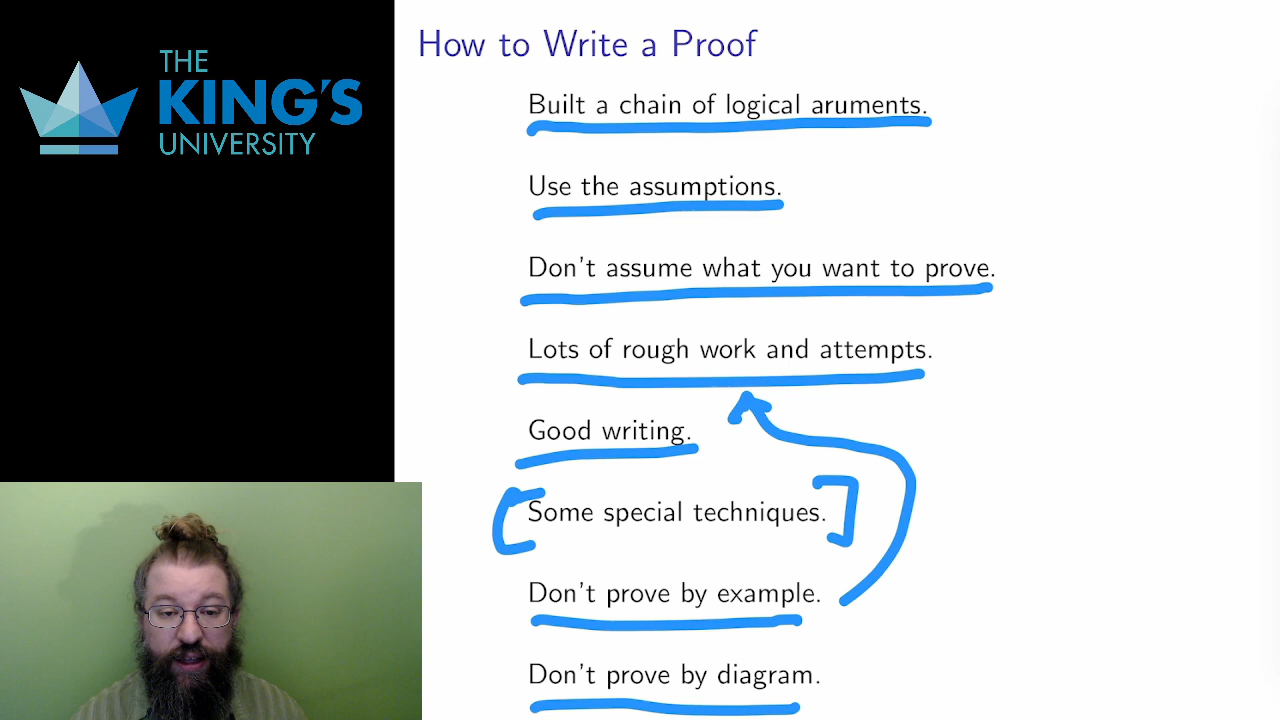 THE
KING'S
UNIVERSITY
How to Write a Proof
Built a chain of logical aruments.
Use the assumptions.
Don't assume what you want to prove.
Lots of rough work and attempts.
Good writing.
Some special techniques.
Don't prove by example.
Don't prove by diagram.